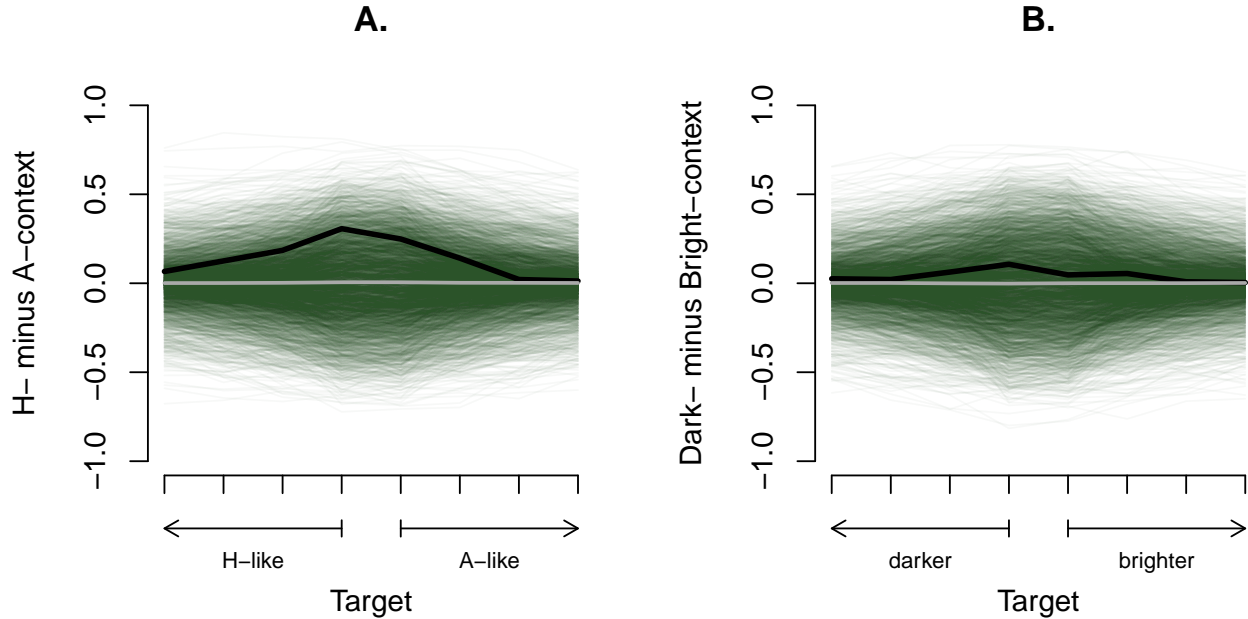 A.
H− minus A−context
1.0
0.5
0.0
−0.5
−1.0
H−like
A−like
Target
B.
Dark− minus Bright−context
1.0
0.5
0.0
−0.5
−1.0
darker
brighter
Target